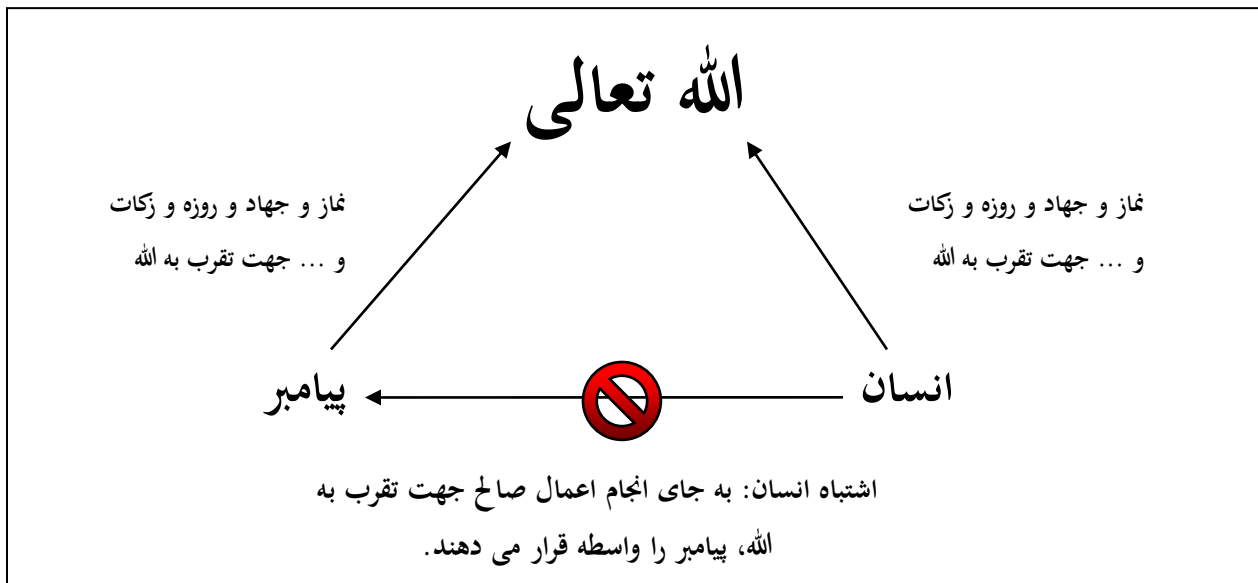 الله تعالی
نماز و جهاد و روزه و زکات
و ... جهت تقرب به الله
نماز و جهاد و روزه و زکات
و ... جهت تقرب به الله
انسان
پیامبر
اشتباه انسان: به جای انجام اعمال صالح جهت تقرب به
الله، پیامبر را واسطه قرار می دهند.